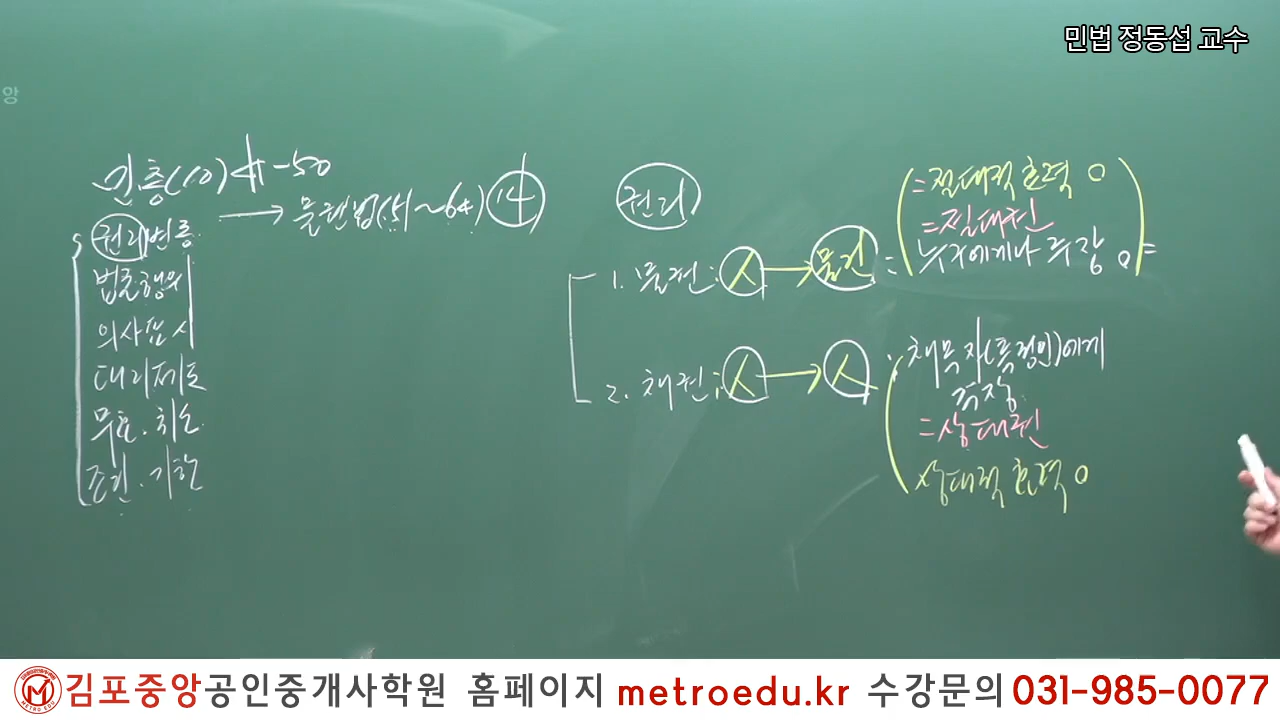 민법 정동섭 교수
앙
민총(10) 41-50
→ 물권법(51~64) 14
권리변동
법률행위
의사표시
대리제도
무효.취소
조건.기한
권리
1. 물권: 人 → 물건 :
= 절대적 효력 O
= 절대권
누구에게나 주장 O =
2. 채권: 人 → 人 : 채무자(특정인)에게
주장
= 상대권
상대적 효력 O
김포중앙공인중개사학원 홈페이지 metroedu.kr 수강문의 031-985-0077
METRO EDU